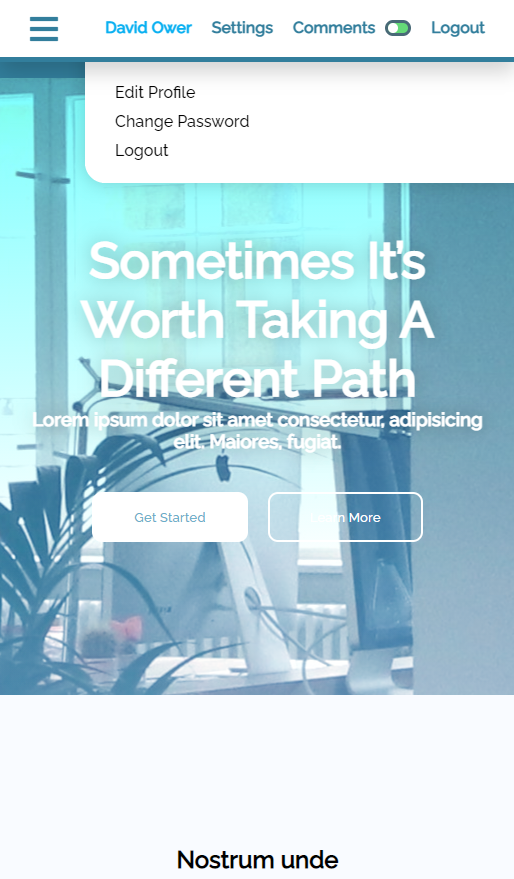 David Ower Settings Comments Logout
Edit Profile
Change Password
Logout
Sometimes It's
Worth Taking A
Different Path
Lorem ipsum dolor sit amet consectetur, adipisicing
elit. Maiores, fugiat.
Get Started Learn More
Nostrum unde